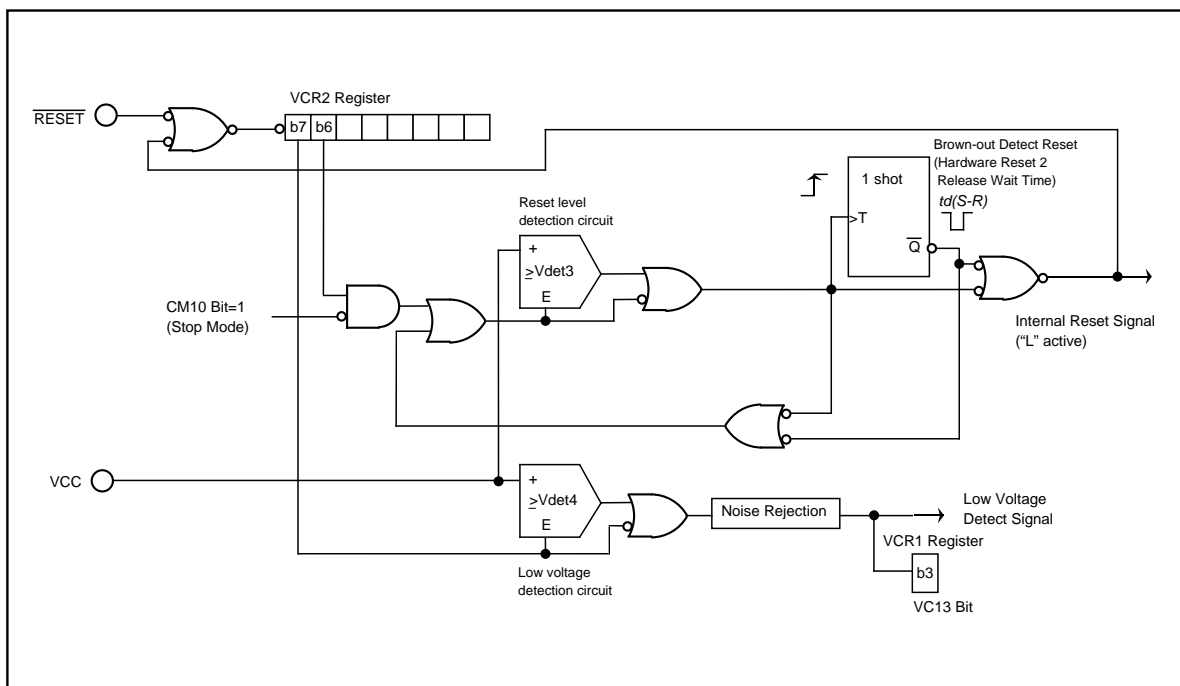 VCR2 Register
RESET
b7 b6
Brown-out Detect Reset
(Hardware Reset 2
Release Wait Time)
td(S-R)
1 shot
>T
Q
Reset level
detection circuit
+
≥Vdet3
E
CM10 Bit=1
(Stop Mode)
Internal Reset Signal
(“L” active)
VCC
+
≥Vdet4
E
Noise Rejection
Low Voltage
Detect Signal
VCR1 Register
b3
VC13 Bit
Low voltage
detection circuit